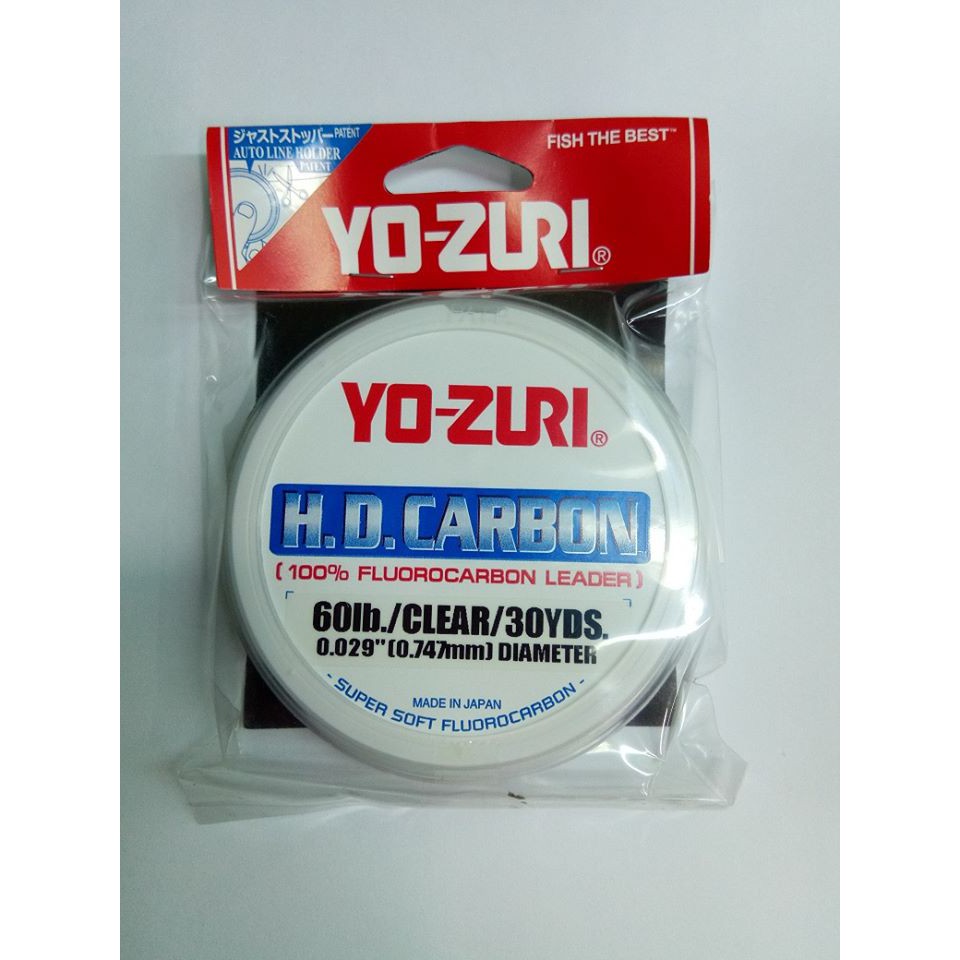 ジャストストッパー PATENT
AUTO LINE HOLDER
PATENT
FISH THE BEST™
YO-ZURI®
YO-ZURI®
H.D.CARBON
( 100% FLUOROCARBON LEADER )
60lb./CLEAR/30YDS.
0.029" (0.747mm) DIAMETER
MADE IN JAPAN
- SUPER SOFT FLUOROCARBON -